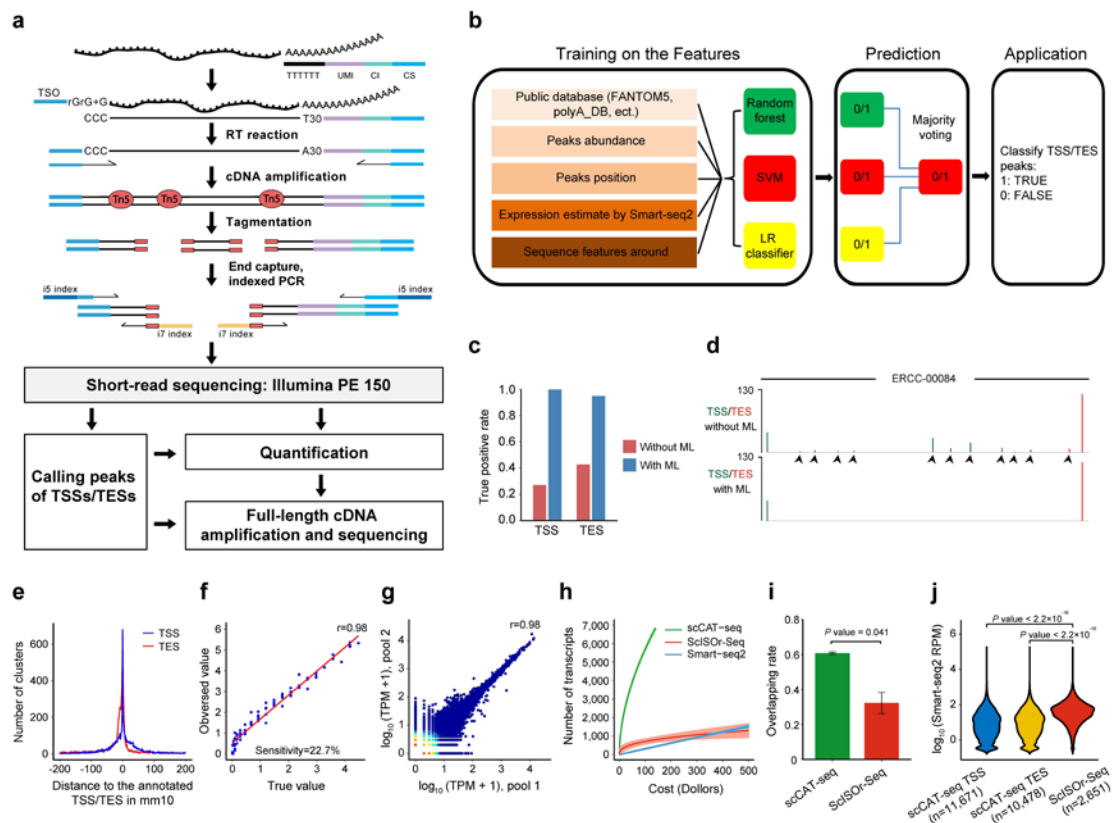 a
AAAAAAAAAAAAAAAA
TTTTTT UMI CI CS
TSO
rGrG+G
CCC T30
RT reaction
CCC A30
cDNA amplification
Tn5 Tn5 Tn5
Tagmentation
End capture,
indexed PCR
i5 index i5 index
i7 index i7 index
Short-read sequencing: Illumina PE 150
Calling peaks
of TSSs/TESs
Quantification
Full-length cDNA
amplification and sequencing
b
Training on the Features
Public database (FANTOM5,
polyA_DB, ect.)
Peaks abundance
Peaks position
Expression estimate by Smart-seq2
Sequence features around
Random
forest
SVM
LR
classifier
Prediction
0/1
0/1
0/1
Majority
voting
0/1
Application
Classify TSS/TES
peaks:
1: TRUE
0: FALSE
c
True positive rate
1.0
0.8
0.6
0.4
0.2
0.0
TSS TES
Without ML
With ML
d
ERCC-00084
130
TSS/TES
without ML
130
TSS/TES
with ML
e
Number of clusters
600
400
200
0
TSS
TES
-200 -100 0 100 200
Distance to the annotated
TSS/TES in mm10
f
Obversed value
6
5
4
3
2
1
0
r=0.98
Sensitivity=22.7%
0 1 2 3 4
True value
g
log10 (TPM +1), pool 2
4
3
2
1
0
r=0.98
0 1 2 3 4
log10 (TPM + 1), pool 1
h
Number of transcripts
7,000
6,000
5,000
4,000
3,000
2,000
1,000
0
scCAT−seq
ScISOr-Seq
Smart−seq2
0 100 200 300 400 500
Cost (Dollors)
i
Overlapping rate
0.8
0.6
0.4
0.2
0
P value = 0.041
scCAT-seq
ScISOr-Seq
j
log10 (Smart-seq2 RPM)
6
4
2
0
P value < 2.2×10⁻¹⁶
P value <2.2×10⁻¹⁶
scCAT-seq TSS
(n=11,671)
scCAT-seq TES
(n=10,478)
ScISOr-Seq
(n=2,651)